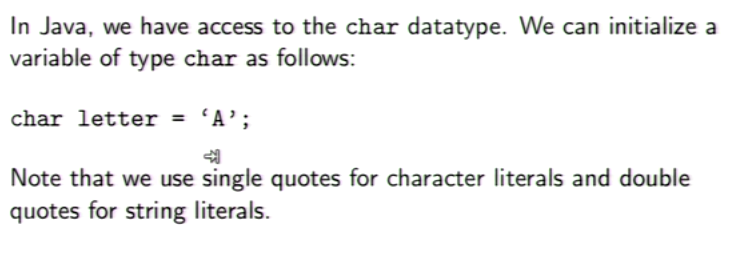 In Java, we have access to the char datatype. We can initialize a
variable of type char as follows:
char letter = ‘A’;
Note that we use single quotes for character literals and double
quotes for string literals.